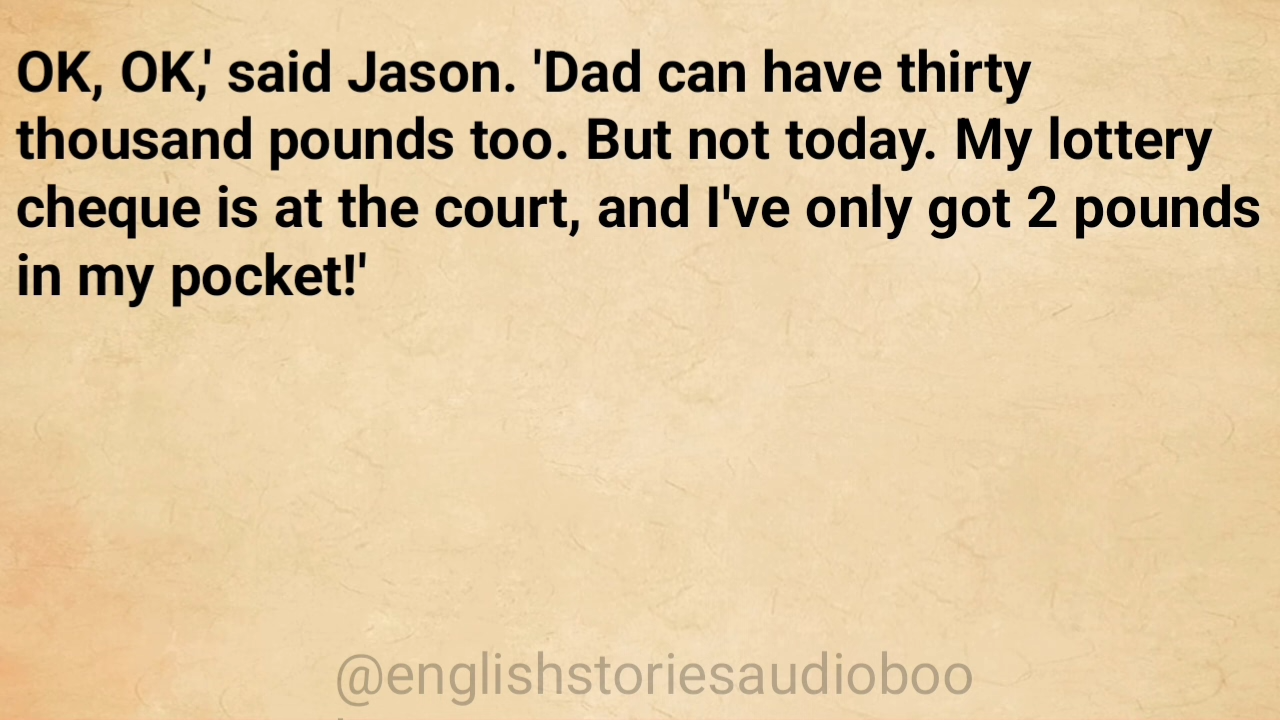 OK, OK,' said Jason. 'Dad can have thirty
thousand pounds too. But not today. My lottery
cheque is at the court, and I've only got 2 pounds
in my pocket!'
@englishstoriesaudioboo